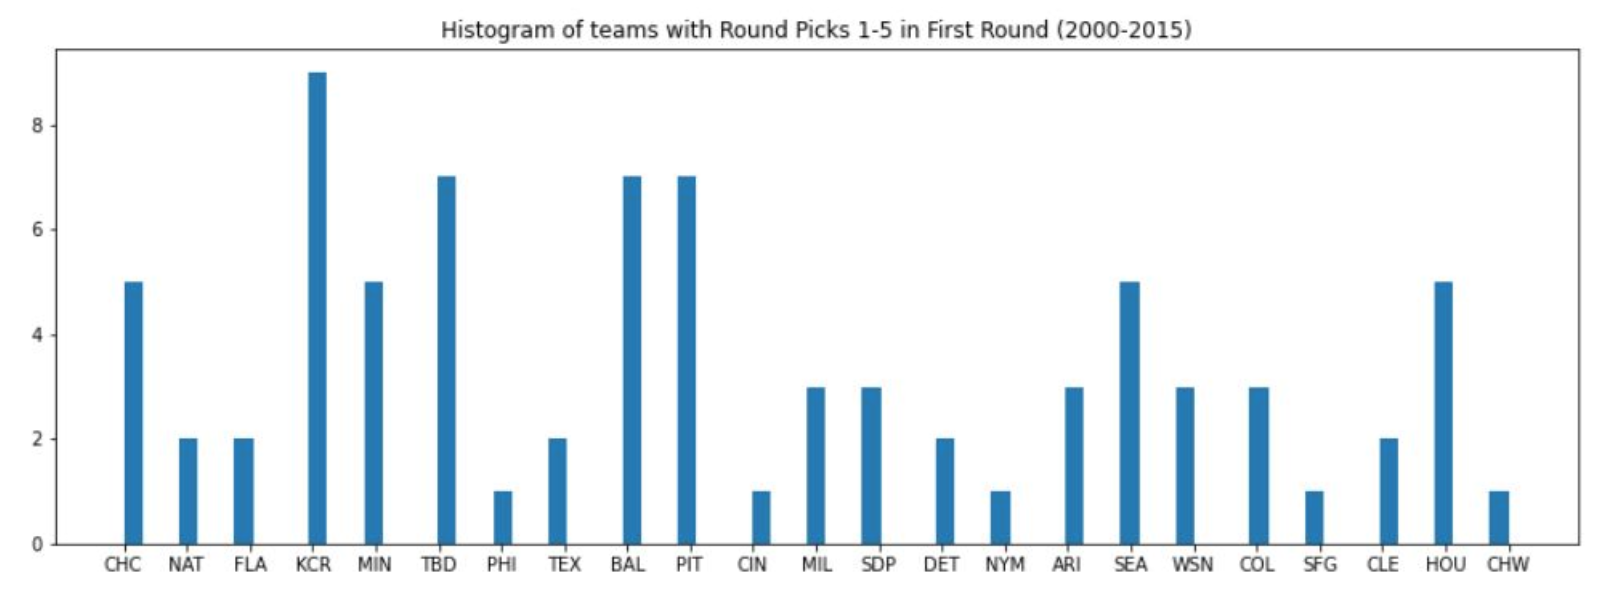 Histogram of teams with Round Picks 1-5 in First Round (2000-2015)
8
6
4
2
0
CHC NAT FLA KCR MIN TBD PHI TEX BAL PIT CIN MIL SDP DET NYM ARI SEA WSN COL SFG CLE HOU CHW